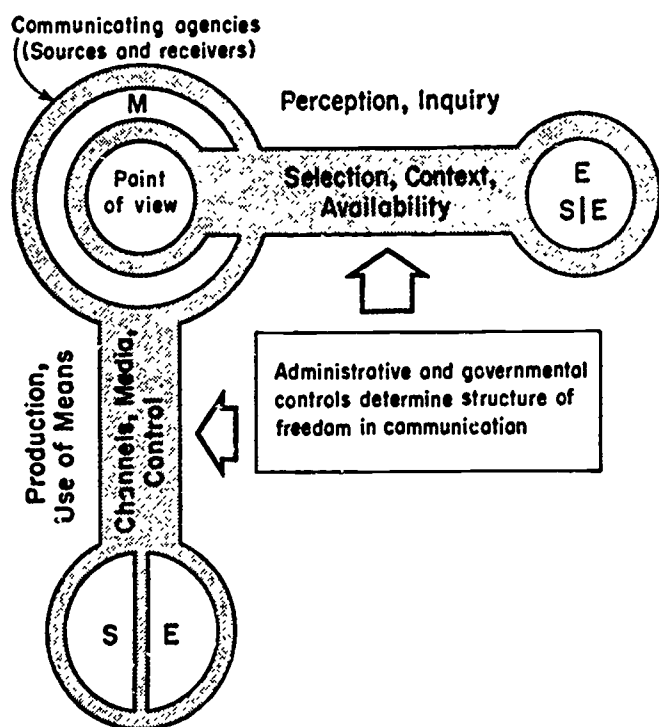 Communicating agencies
(Sources and receivers)
M
Perception, Inquiry
Point
of view
Selection, Context,
Availability
E
S|E
Administrative and governmental
controls determine structure of
freedom in communication
Production,
Use of Means
Channels, Media,
Control
S E